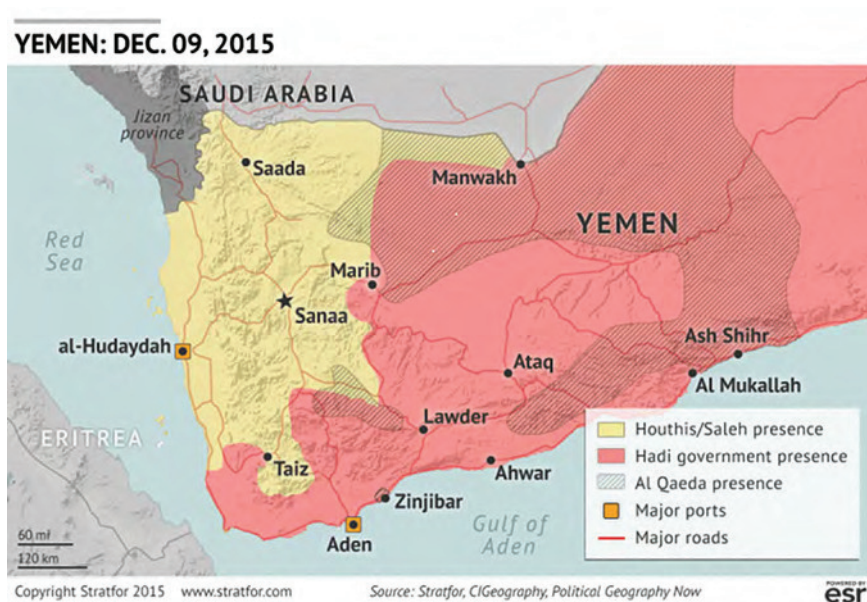 YEMEN: DEC. 09, 2015
SAUDI ARABIA
Jizan
province
Saada
Manwakh
YEMEN
Red
Sea
Marib
Sanaa
al-Hudaydah
Ash Shihr
Ataq
Al Mukallah
Lawder
ERITREA
Taiz
Ahwar
Zinjibar
Aden
Gulf of
Aden
Houthis/Saleh presence
Hadi government presence
Al Qaeda presence
Major ports
Major roads
60 mi
120 km
Copyright Stratfor 2015 www.stratfor.com Source: Stratfor, CIGeography, Political Geography Now
POWERED BY
esri